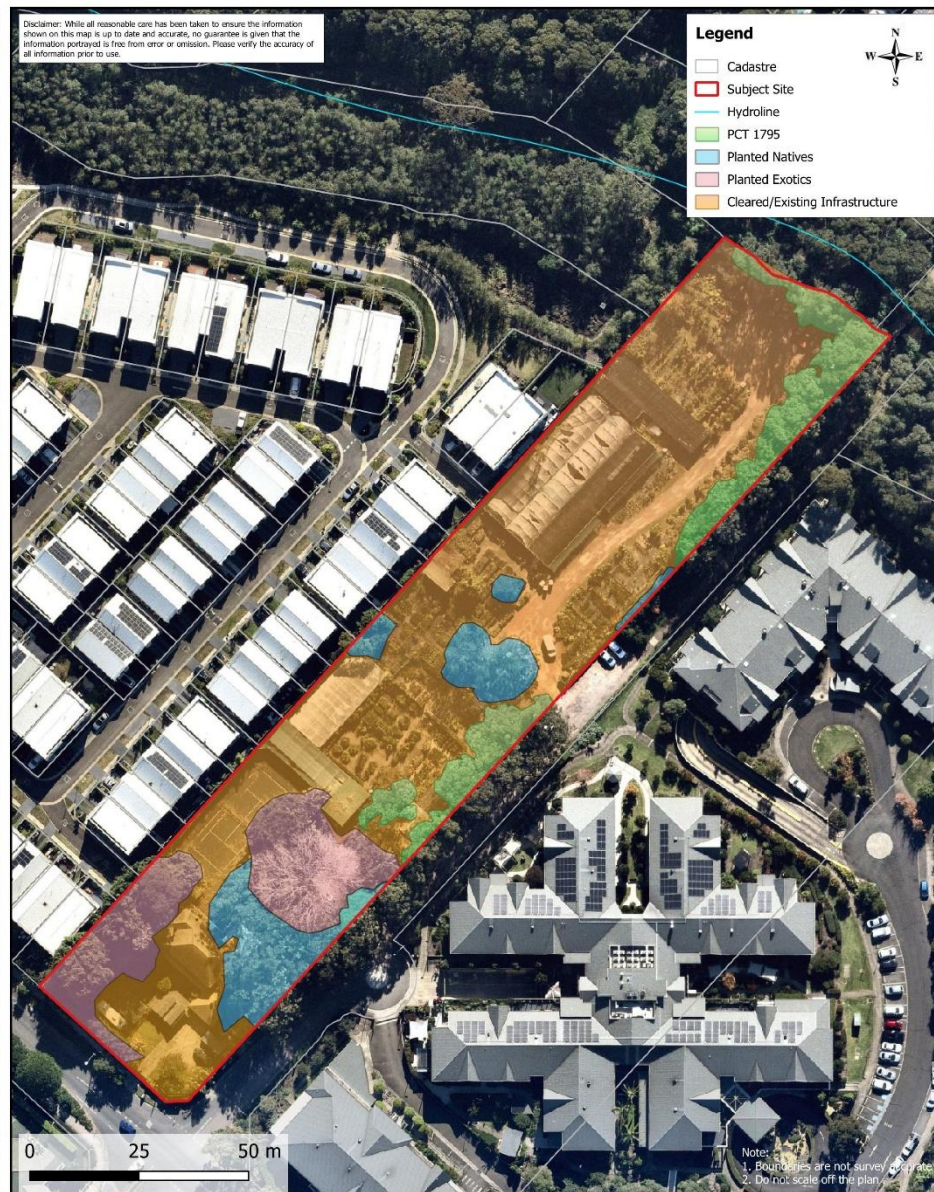 Disclaimer: While all reasonable care has been taken to ensure the information
shown on this map is up to date and accurate, no guarantee is given that the
information portrayed is free from error or omission. Please verify the accuracy of
all information prior to use.
Legend
N
W E
S
Cadastre
Subject Site
Hydroline
PCT 1795
Planted Natives
Planted Exotics
Cleared/Existing Infrastructure
0 25 50 m
Note:
1. Boundaries are not survey accurate
2. Do not scale off the plan